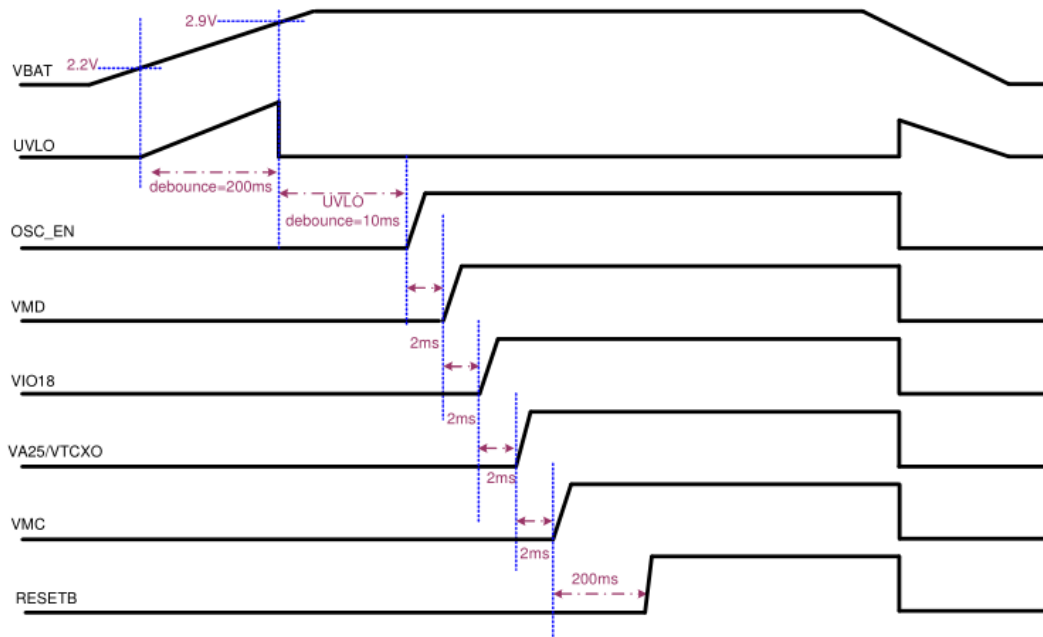 2.9V
2.2V
VBAT
UVLO
debounce=200ms
UVLO
debounce=10ms
OSC_EN
VMD
2ms
VIO18
2ms
VA25/VTCXO
2ms
VMC
2ms
200ms
RESETB